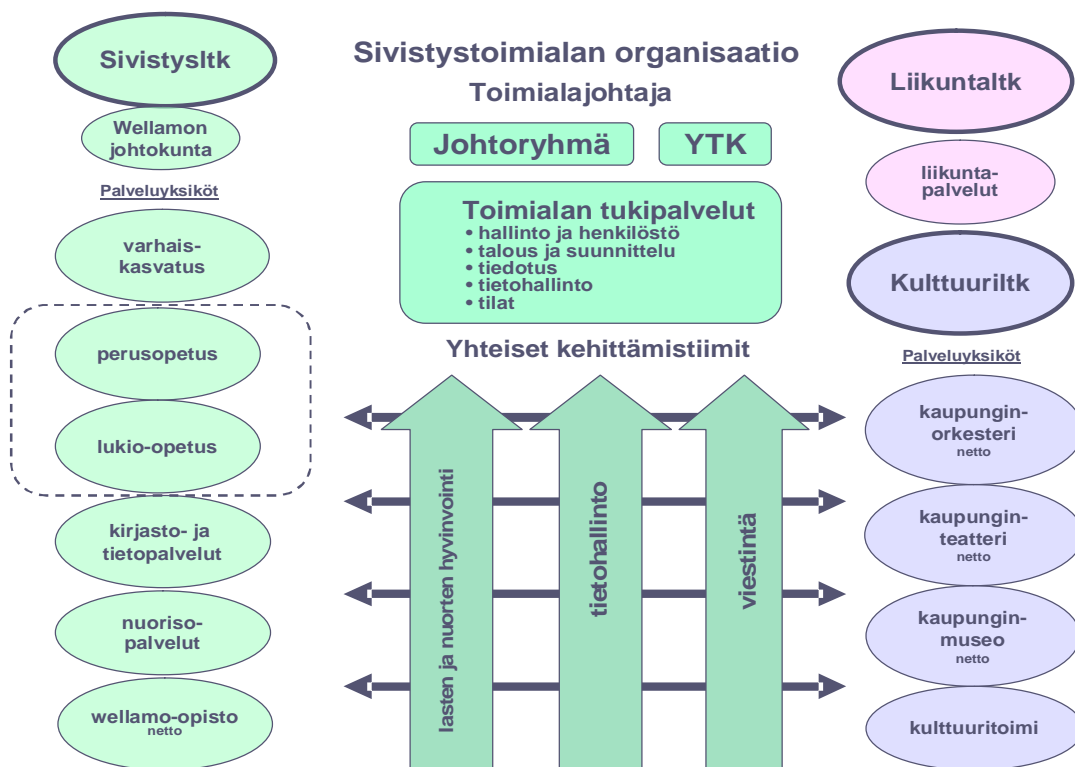 Sivistysltk
Wellamon
johtokunta
Palveluyksiköt
varhais-
kasvatus
perusopetus
lukio-opetus
kirjasto- ja
tietopalvelut
nuoriso-
palvelut
wellamo-opisto
netto
Sivistystoimialan organisaatio
Toimialajohtaja
Johtoryhmä
YTK
Toimialan tukipalvelut
• hallinto ja henkilöstö
• talous ja suunnittelu
• tiedotus
• tietohallinto
• tilat
Yhteiset kehittämistiimit
lasten ja nuorten hyvinvointi
tietohallinto
viestintä
Liikuntaltk
liikunta-
palvelut
Kulttuuriltk
Palveluyksiköt
kaupungin-
orkesteri
netto
kaupungin-
teatteri
netto
kaupungin-
museo
netto
kulttuuritoimi